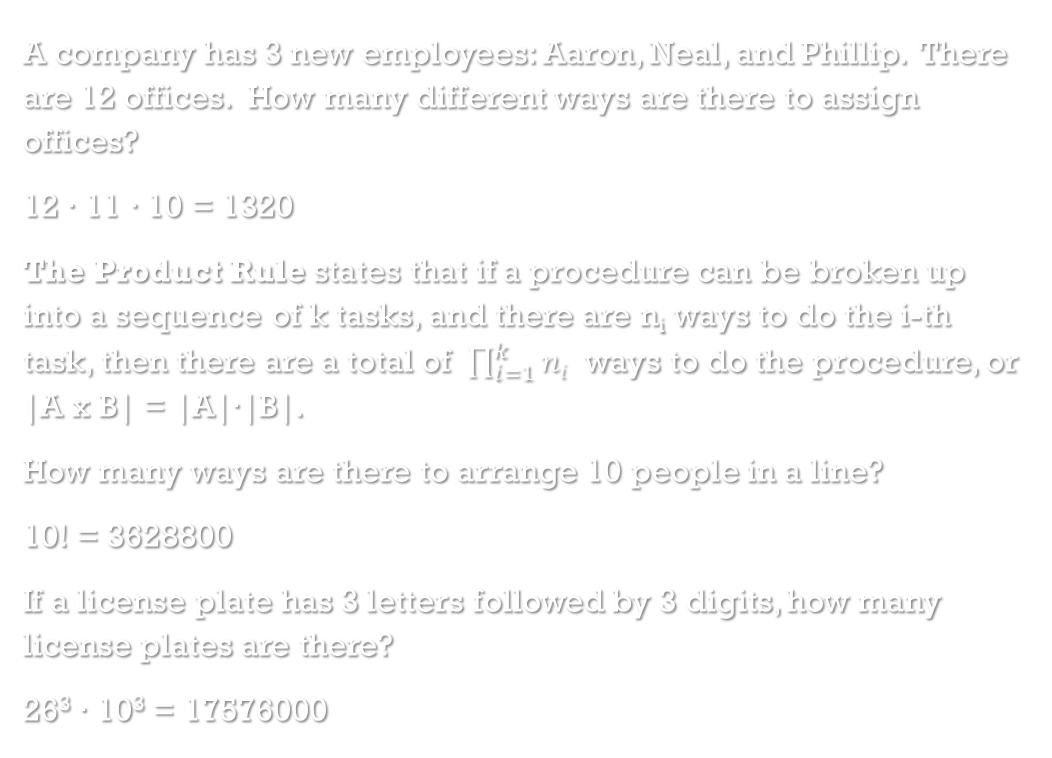 A company has 3 new employees: Aaron, Neal, and Phillip. There
are 12 offices. How many different ways are there to assign
offices?
12 · 11 · 10 = 1320
The Product Rule states that if a procedure can be broken up
into a sequence of k tasks, and there are nᵢ ways to do the i-th
task, then there are a total of ∏ᵢ₌₁ᵏ nᵢ ways to do the procedure, or
|A x B| = |A|·|B|.
How many ways are there to arrange 10 people in a line?
10! = 3628800
If a license plate has 3 letters followed by 3 digits, how many
license plates are there?
26³ · 10³ = 17576000